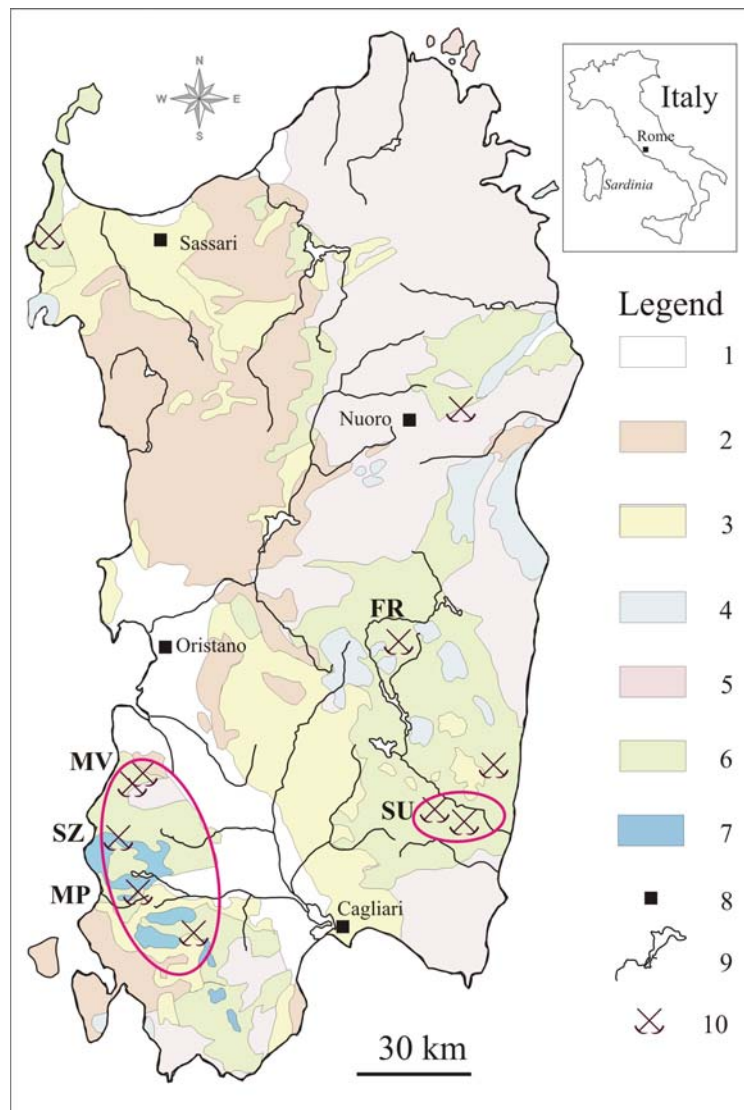 N
W E
S
Italy
Rome
Sardinia
Sassari
Legend
1
2
Nuoro
3
4
FR
Oristano
5
6
MV
SU
SZ
7
MP
8
Cagliari
9
10
30 km